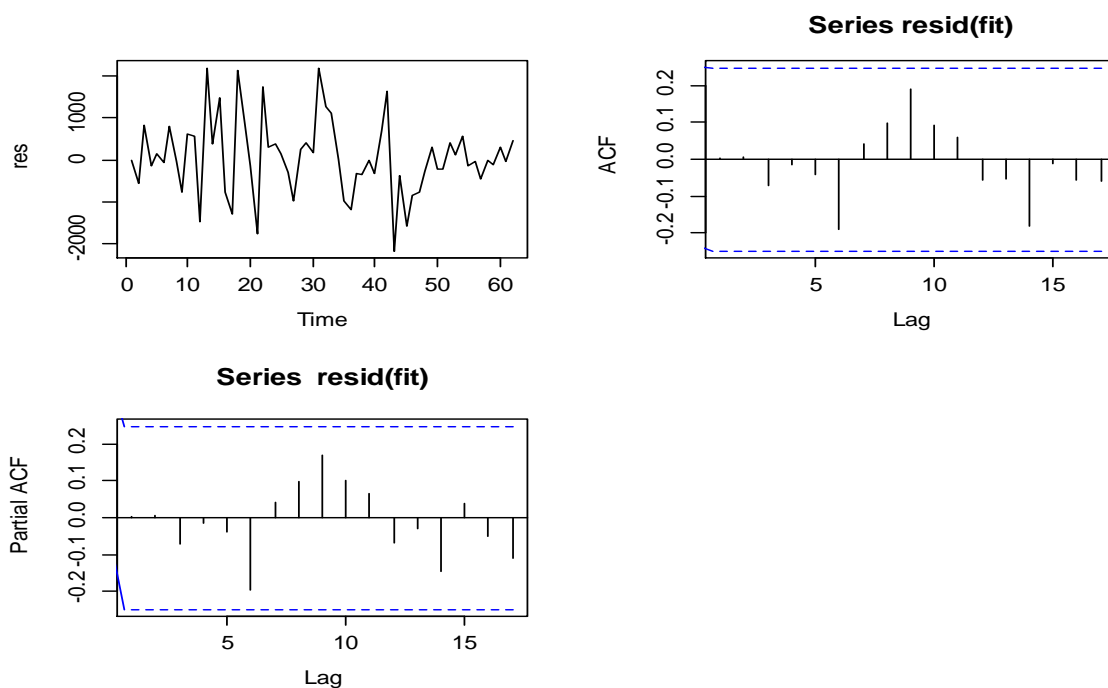 res
1000
0
-2000
0 10 20 30 40 50 60
Time
Series resid(fit)
ACF
0.2
0.1
0.0
-0.1
-0.2
5 10 15
Lag
Series resid(fit)
Partial ACF
0.2
0.1
0.0
-0.1
-0.2
5 10 15
Lag